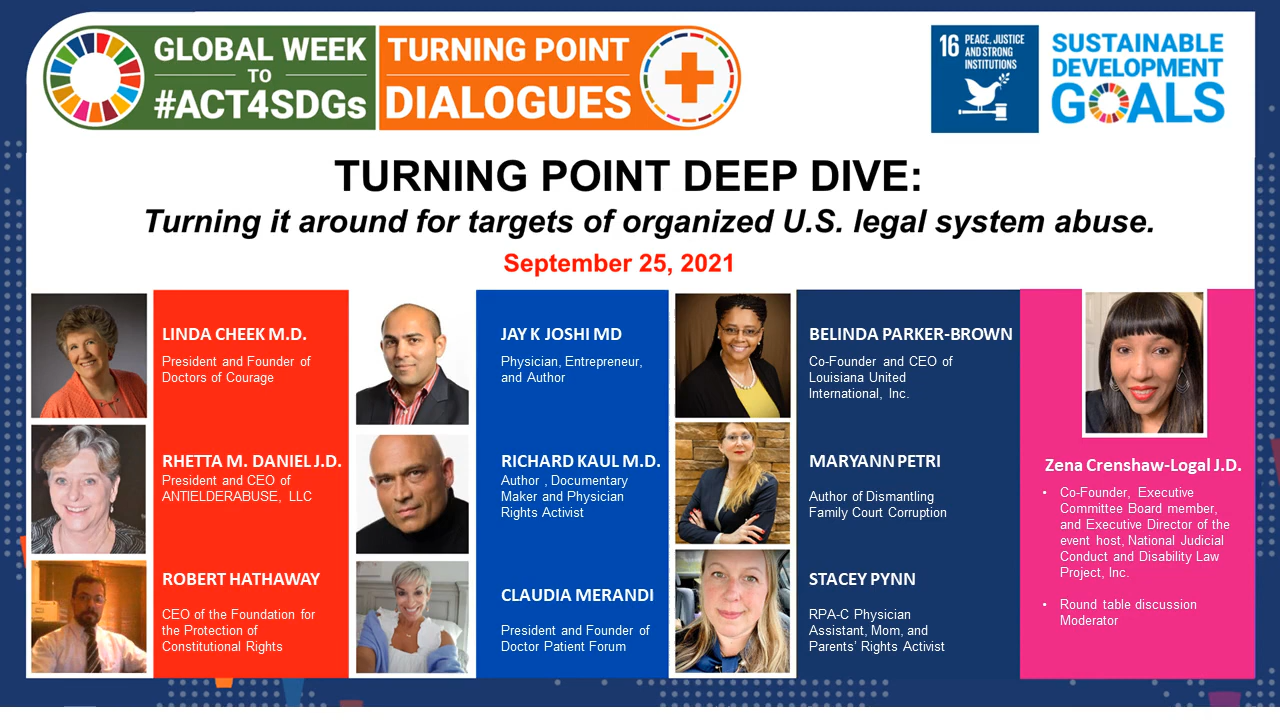 GLOBAL WEEK
TO
#ACT4SDGs
TURNING POINT
DIALOGUES
16 PEACE, JUSTICE
AND STRONG
INSTITUTIONS
SUSTAINABLE
DEVELOPMENT
GOALS
TURNING POINT DEEP DIVE:
Turning it around for targets of organized U.S. legal system abuse.
September 25, 2021
LINDA CHEEK M.D.
President and Founder of
Doctors of Courage
RHETTA M. DANIEL J.D.
President and CEO of
ANTIELDERABUSE, LLC
ROBERT HATHAWAY
CEO of the Foundation for
the Protection of
Constitutional Rights
JAY K JOSHI MD
Physician, Entrepreneur,
and Author
RICHARD KAUL M.D.
Author , Documentary
Maker and Physician
Rights Activist
CLAUDIA MERANDI
President and Founder of
Doctor Patient Forum
BELINDA PARKER-BROWN
Co-Founder and CEO of
Louisiana United
International, Inc.
MARYANN PETRI
Author of Dismantling
Family Court Corruption
STACEY PYNN
RPA-C Physician
Assistant, Mom, and
Parents' Rights Activist
Zena Crenshaw-Logal J.D.
• Co-Founder, Executive
Committee Board member,
and Executive Director of the
event host, National Judicial
Conduct and Disability Law
Project, Inc.
• Round table discussion
Moderator